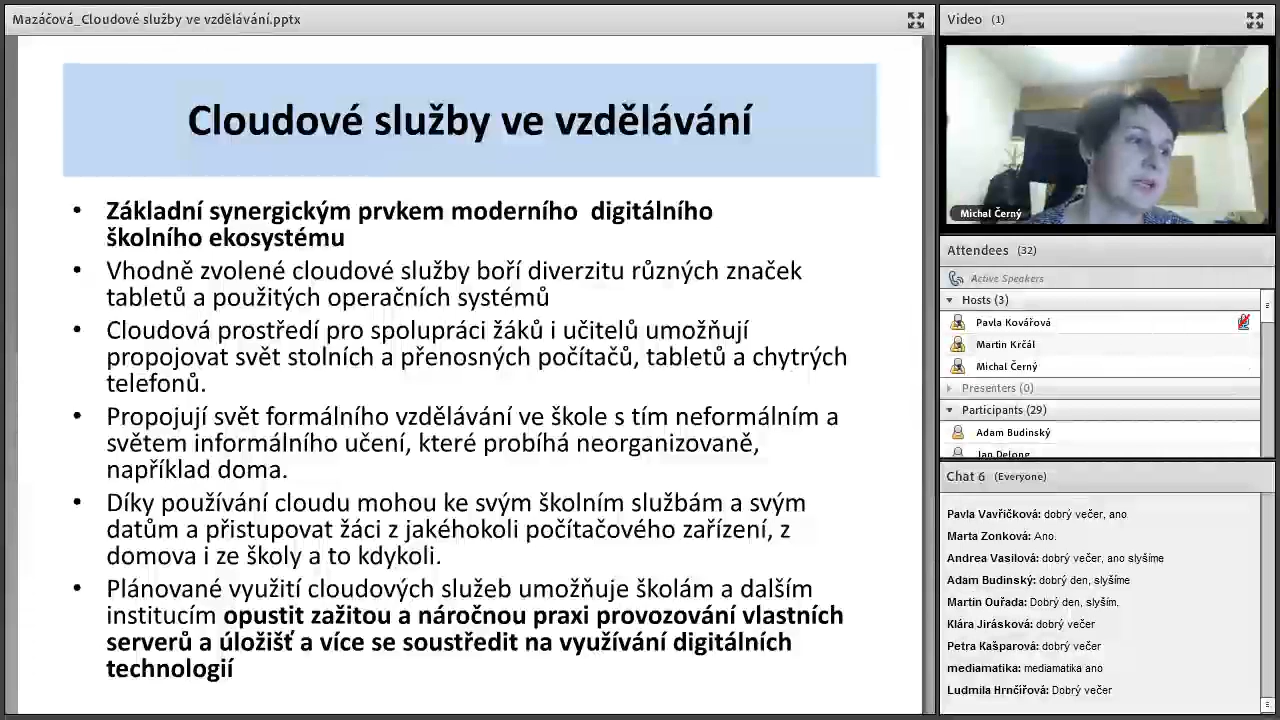 Mazáčová_Cloudové služby ve vzdělávání.pptx
Cloudové služby ve vzdělávání
• Základní synergickým prvkem moderního digitálního
školního ekosystému
• Vhodně zvolené cloudové služby boří diverzitu různých značek
tabletů a použitých operačních systémů
• Cloudová prostředí pro spolupráci žáků i učitelů umožňují
propojovat svět stolních a přenosných počítačů, tabletů a chytrých
telefonů.
• Propojují svět formálního vzdělávání ve škole s tím neformálním a
světem informálního učení, které probíhá neorganizovaně,
například doma.
• Díky používání cloudu mohou ke svým školním službám a svým
datům a přistupovat žáci z jakéhokoli počítačového zařízení, z
domova i ze školy a to kdykoli.
• Plánované využití cloudových služeb umožňuje školám a dalším
institucím opustit zažitou a náročnou praxi provozování vlastních
serverů a úložišť a více se soustředit na využívání digitálních
technologií
Video (1)
Michal Černý
Attendees (32)
Active Speakers
Hosts (3)
Pavla Kovářová
Martin Krčál
Michal Černý
Presenters (0)
Participants (29)
Adam Budinský
Jan Delong
Chat 6 (Everyone)
Pavla Vavřičková: dobrý večer, ano
Marta Zonková: Ano.
Andrea Vasilová: dobrý večer, ano slyšíme
Adam Budinský: dobrý den, slyšíme
Martin Ouřada: Dobrý den, slyším.
Klára Jirásková: dobrý večer
Petra Kašparová: dobrý večer
mediamatika: mediamatika ano
Ludmila Hrnčířová: Dobrý večer